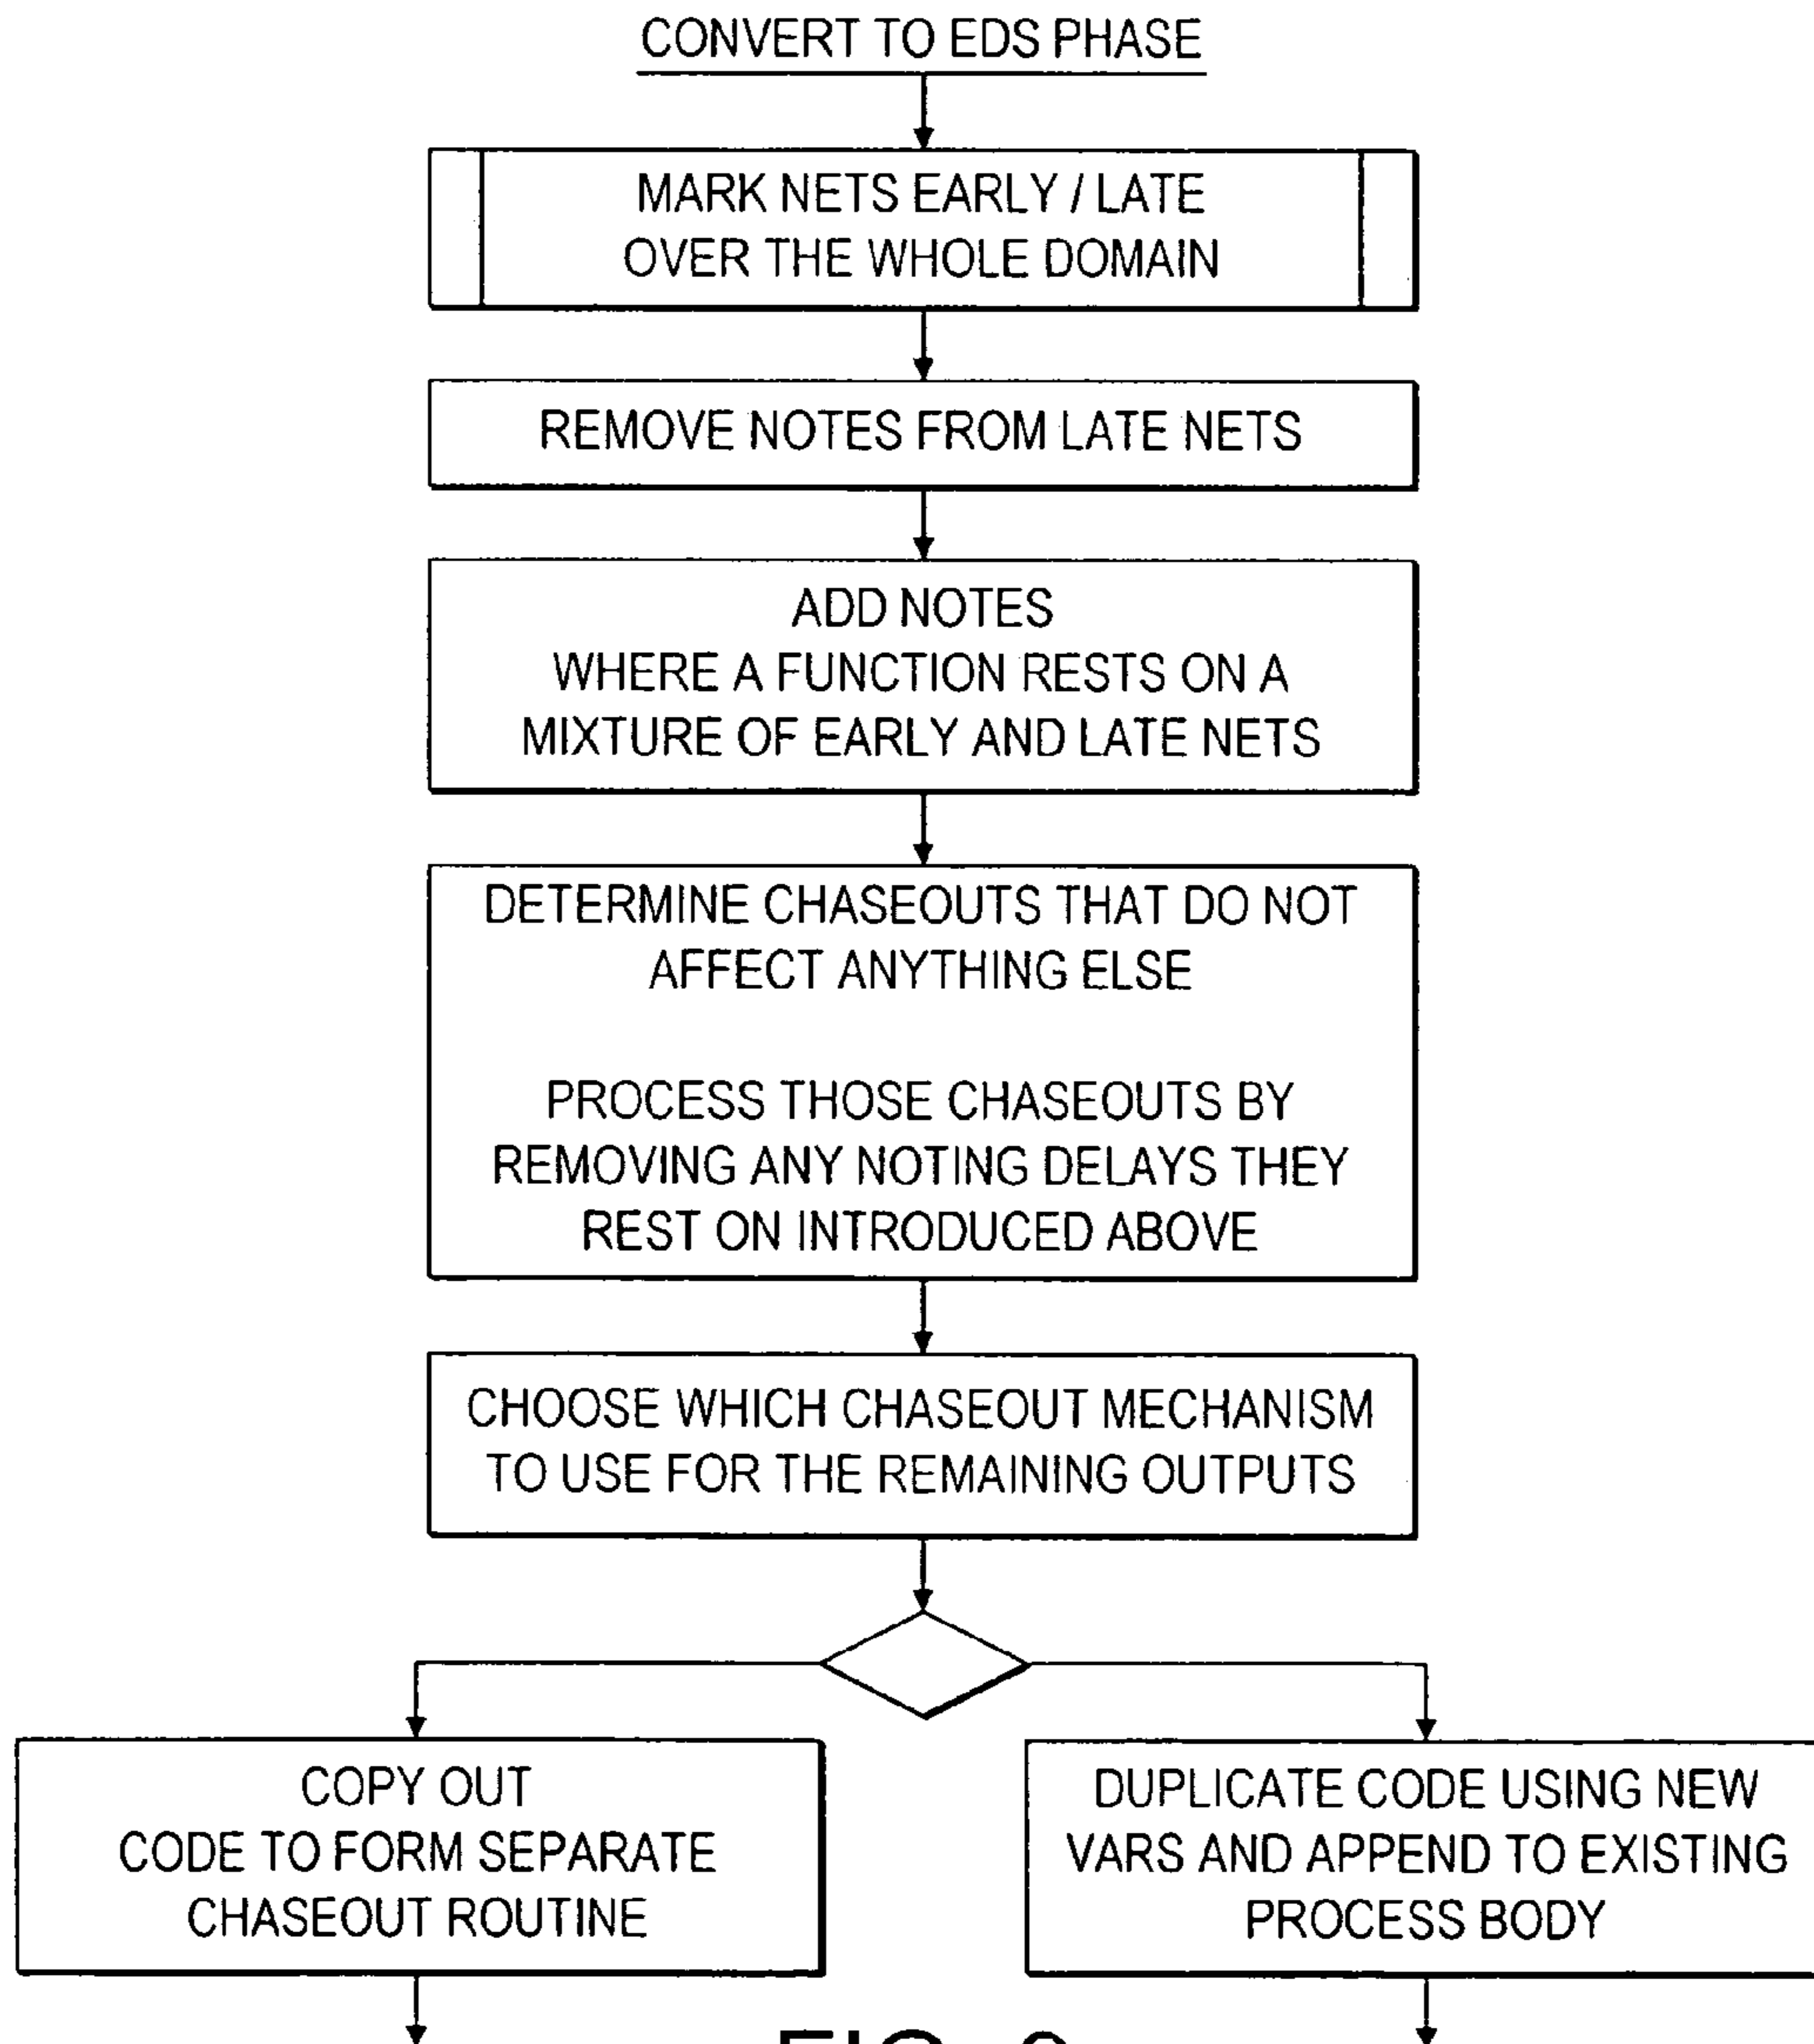 CONVERT TO EDS PHASE
MARK NETS EARLY / LATE
OVER THE WHOLE DOMAIN
REMOVE NOTES FROM LATE NETS
ADD NOTES
WHERE A FUNCTION RESTS ON A
MIXTURE OF EARLY AND LATE NETS
DETERMINE CHASEOUTS THAT DO NOT
AFFECT ANYTHING ELSE
PROCESS THOSE CHASEOUTS BY
REMOVING ANY NOTING DELAYS THEY
REST ON INTRODUCED ABOVE
CHOOSE WHICH CHASEOUT MECHANISM
TO USE FOR THE REMAINING OUTPUTS
COPY OUT
CODE TO FORM SEPARATE
CHASEOUT ROUTINE
DUPLICATE CODE USING NEW
VARS AND APPEND TO EXISTING
PROCESS BODY
FIG.